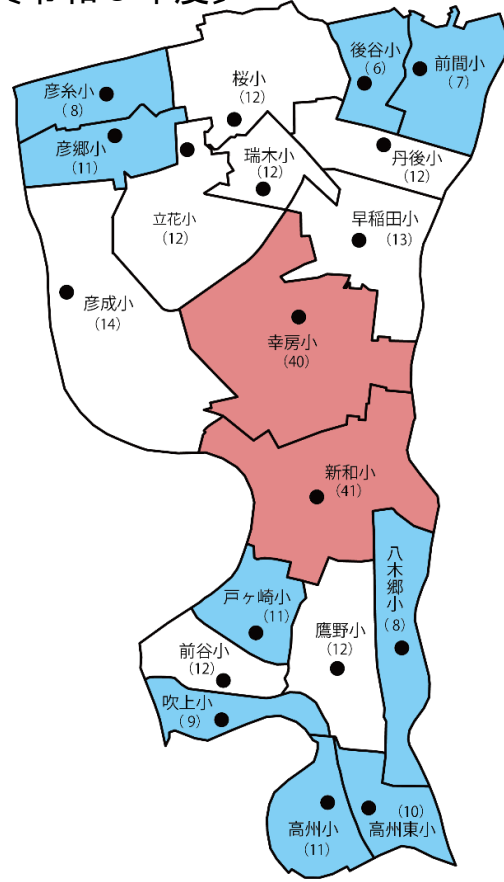 彦糸小
(8)
桜小
(12)
後谷小
(6)
前間小
(7)
彦郷小
(11)
瑞木小
(12)
丹後小
(12)
立花小
(12)
早稲田小
(13)
彦成小
(14)
幸房小
(40)
新和小
(41)
八木郷小
(8)
戸ヶ崎小
(11)
鷹野小
(12)
前谷小
(12)
吹上小
(9)
高州小
(11)
(10)
高州東小